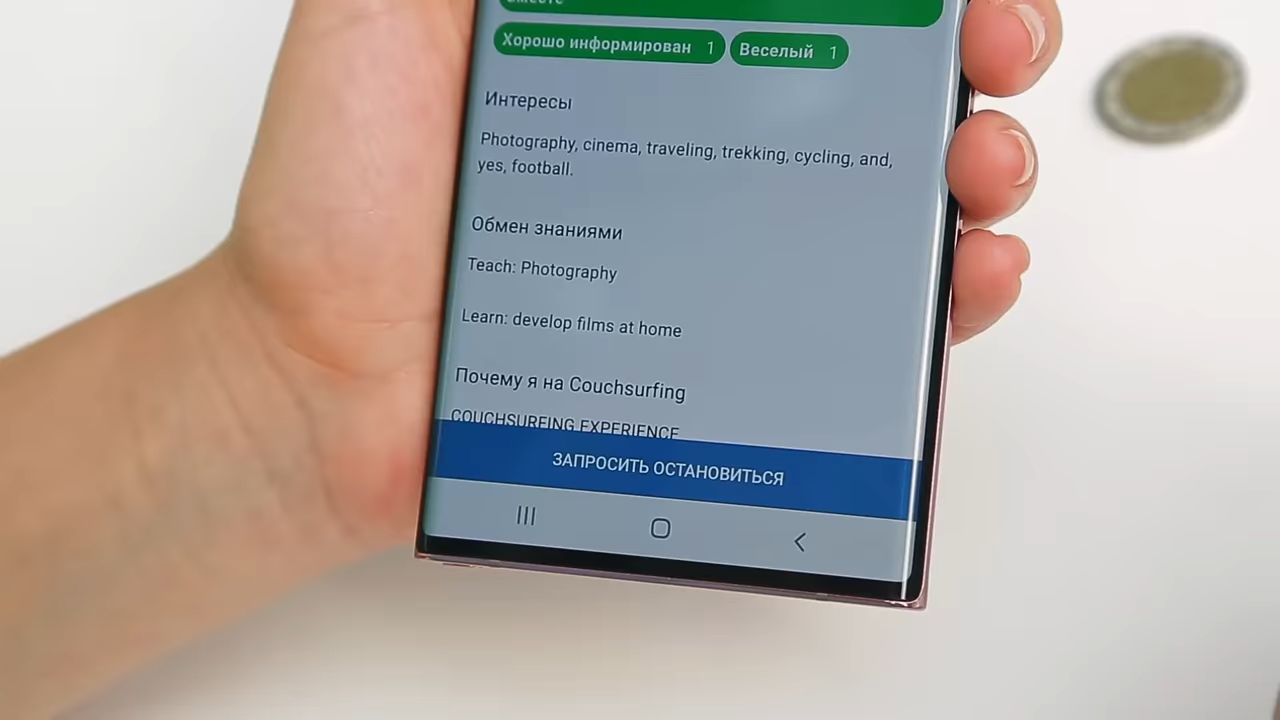 вместе
Хорошо информирован 1 Веселый 1
Интересы
Photography, cinema, traveling, trekking, cycling, and,
yes, football.
Обмен знаниями
Teach: Photography
Learn: develop films at home
Почему я на Couchsurfing
COUCHSURFING EXPERIENCE
ЗАПРОСИТЬ ОСТАНОВИТЬСЯ